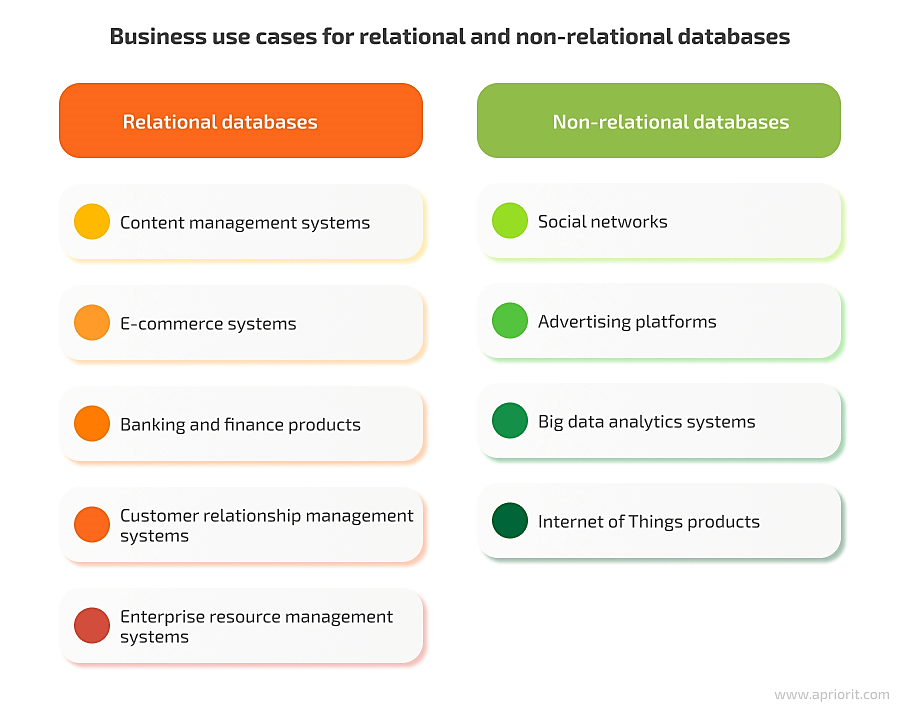 Business use cases for relational and non-relational databases
Relational databases
Content management systems
E-commerce systems
Banking and finance products
Customer relationship management
systems
Enterprise resource management
systems
Non-relational databases
Social networks
Advertising platforms
Big data analytics systems
Internet of Things products
www.apriorit.com